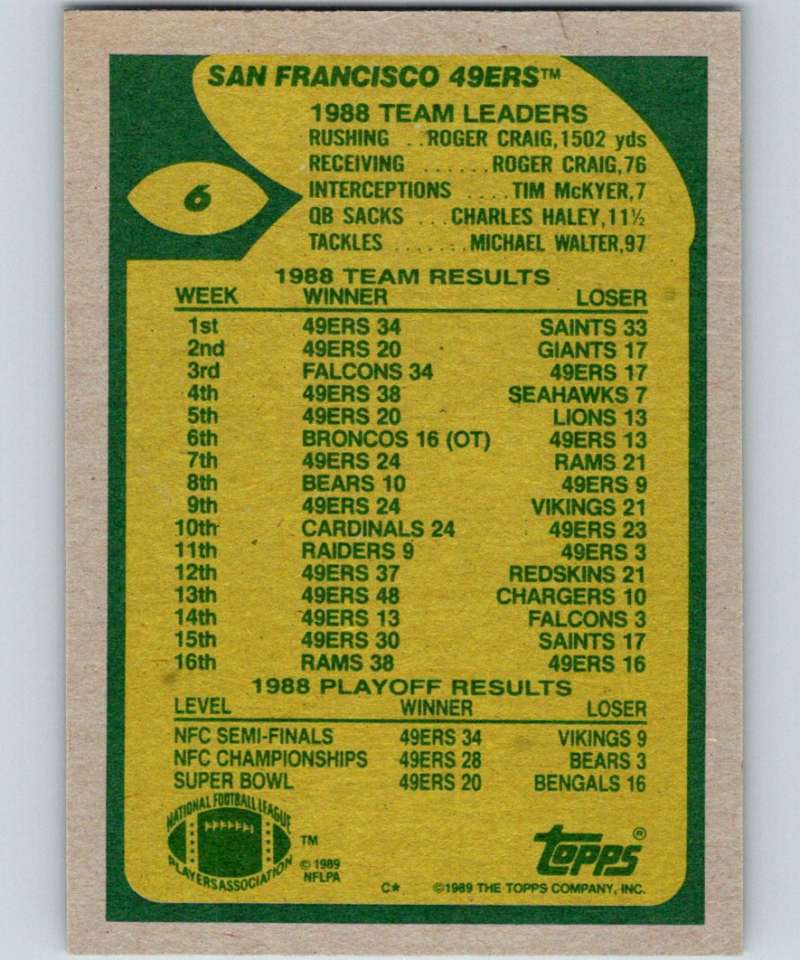 SAN FRANCISCO 49ERS™
1988 TEAM LEADERS
RUSHING ..ROGER CRAIG,1502 yds
RECEIVING ......ROGER CRAIG,76
6
INTERCEPTIONS ....TIM McKYER,7
QB SACKS ...CHARLES HALEY,11½
TACKLES .......MICHAEL WALTER,97
1988 TEAM RESULTS
WEEK WINNER LOSER
1st 49ERS 34 SAINTS 33
2nd 49ERS 20 GIANTS 17
3rd FALCONS 34 49ERS 17
4th 49ERS 38 SEAHAWKS 7
5th 49ERS 20 LIONS 13
6th BRONCOS 16 (OT) 49ERS 13
7th 49ERS 24 RAMS 21
8th BEARS 10 49ERS 9
9th 49ERS 24 VIKINGS 21
10th CARDINALS 24 49ERS 23
11th RAIDERS 9 49ERS 3
12th 49ERS 37 REDSKINS 21
13th 49ERS 48 CHARGERS 10
14th 49ERS 13 FALCONS 3
15th 49ERS 30 SAINTS 17
16th RAMS 38 49ERS 16
1988 PLAYOFF RESULTS
LEVEL WINNER LOSER
NFC SEMI-FINALS 49ERS 34 VIKINGS 9
NFC CHAMPIONSHIPS 49ERS 28 BEARS 3
SUPER BOWL 49ERS 20 BENGALS 16
NATIONAL FOOTBALL LEAGUE
PLAYERS ASSOCIATION
™
© 1989
NFLPA
TOPPS®
C* ©1989 THE TOPPS COMPANY, INC.